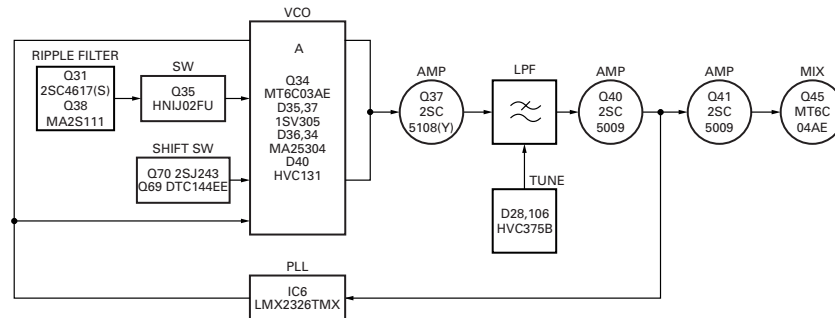 VCO
A
Q34
MT6C03AE
D35,37
1SV305
D36,34
MA25304
D40
HVC131
RIPPLE FILTER
Q31
2SC4617(S)
Q38
MA2S111
SW
Q35
HNIJ02FU
SHIFT SW
Q70 2SJ243
Q69 DTC144EE
AMP
Q37
2SC
5108(Y)
LPF
TUNE
D28,106
HVC375B
AMP
Q40
2SC
5009
AMP
Q41
2SC
5009
MIX
Q45
MT6C
04AE
PLL
IC6
LMX2326TMX